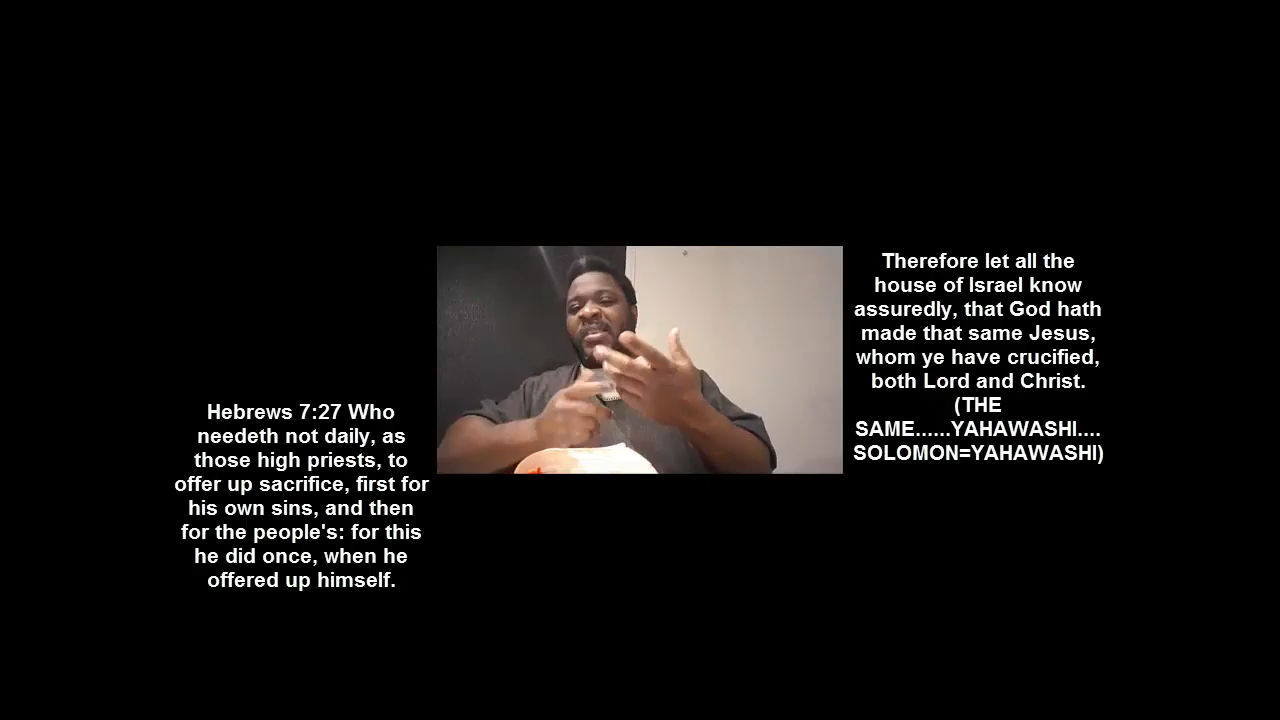 Hebrews 7:27 Who
needeth not daily, as
those high priests, to
offer up sacrifice, first for
his own sins, and then
for the people's: for this
he did once, when he
offered up himself.
Therefore let all the
house of Israel know
assuredly, that God hath
made that same Jesus,
whom ye have crucified,
both Lord and Christ.
(THE
SAME......YAHAWASHI....
SOLOMON=YAHAWASHI)